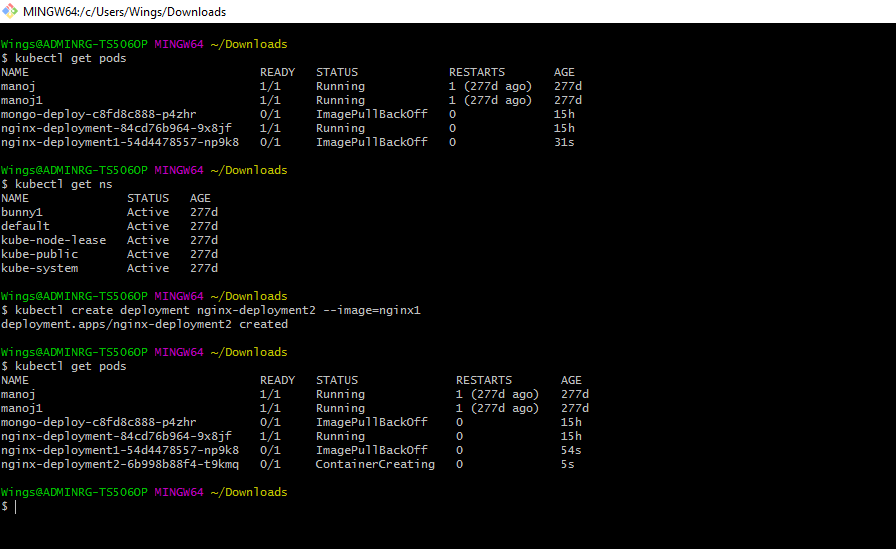 MINGW64:/c/Users/Wings/Downloads
Wings@ADMINRG-TS506OP MINGW64 ~/Downloads
$ kubectl get pods
NAME READY STATUS RESTARTS AGE
manoj 1/1 Running 1 (277d ago) 277d
manoj1 1/1 Running 1 (277d ago) 277d
mongo-deploy-c8fd8c888-p4zhr 0/1 ImagePullBackOff 0 15h
nginx-deployment-84cd76b964-9x8jf 1/1 Running 0 15h
nginx-deployment1-54d4478557-np9k8 0/1 ImagePullBackOff 0 31s
Wings@ADMINRG-TS506OP MINGW64 ~/Downloads
$ kubectl get ns
NAME STATUS AGE
bunny1 Active 277d
default Active 277d
kube-node-lease Active 277d
kube-public Active 277d
kube-system Active 277d
Wings@ADMINRG-TS506OP MINGW64 ~/Downloads
$ kubectl create deployment nginx-deployment2 --image=nginx1
deployment.apps/nginx-deployment2 created
Wings@ADMINRG-TS506OP MINGW64 ~/Downloads
$ kubectl get pods
NAME READY STATUS RESTARTS AGE
manoj 1/1 Running 1 (277d ago) 277d
manoj1 1/1 Running 1 (277d ago) 277d
mongo-deploy-c8fd8c888-p4zhr 0/1 ImagePullBackOff 0 15h
nginx-deployment-84cd76b964-9x8jf 1/1 Running 0 15h
nginx-deployment1-54d4478557-np9k8 0/1 ImagePullBackOff 0 54s
nginx-deployment2-6b998b88f4-t9kmq 0/1 ContainerCreating 0 5s
Wings@ADMINRG-TS506OP MINGW64 ~/Downloads
$